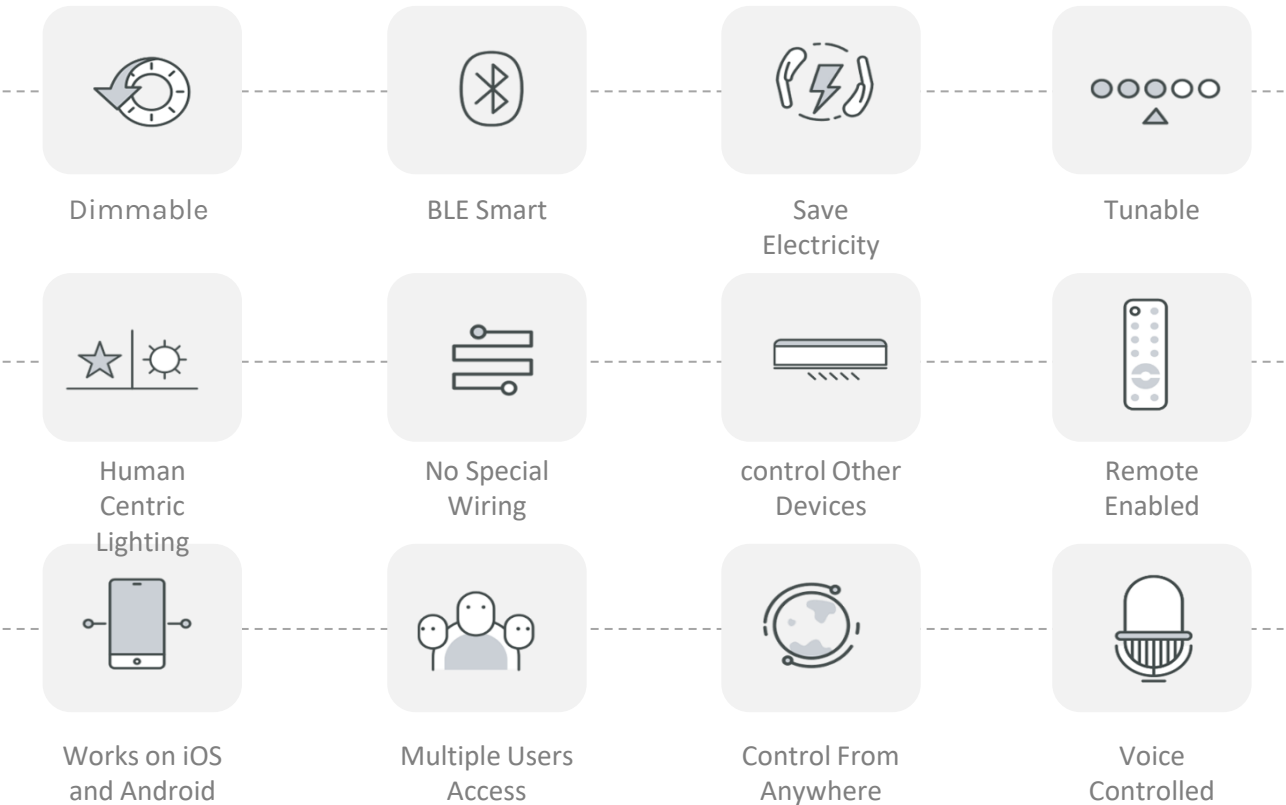 Dimmable
BLE Smart
Save
Electricity
Tunable
Human
Centric
Lighting
No Special
Wiring
control Other
Devices
Remote
Enabled
Works on iOS
and Android
Multiple Users
Access
Control From
Anywhere
Voice
Controlled